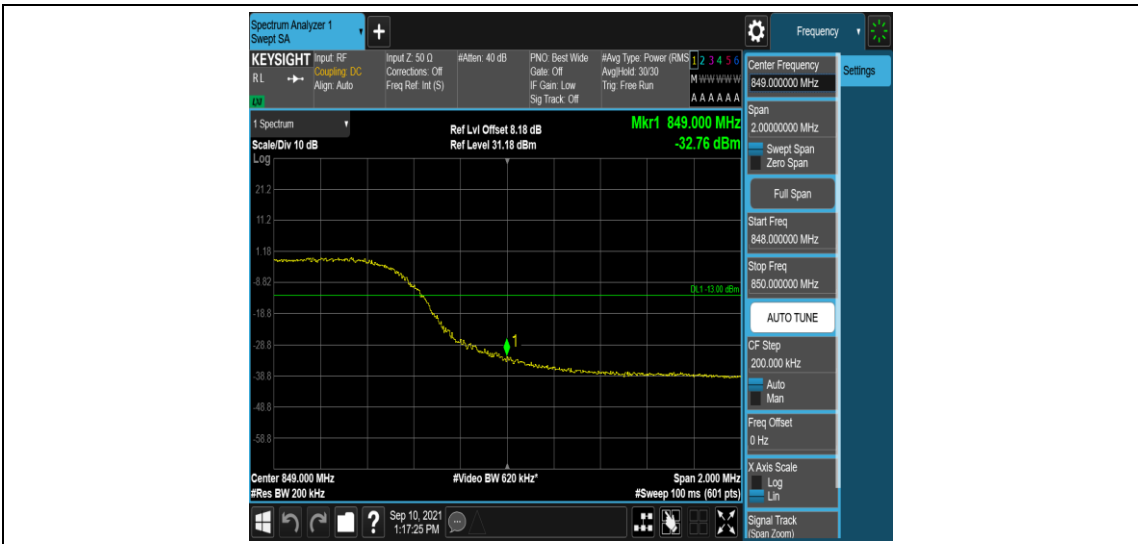 Spectrum Analyzer 1
Swept SA
+
Frequency
KEYSIGHT
RL
LXI
Input: RF
Coupling: DC
Align: Auto
Input Z: 50 Ω
Corrections: Off
Freq Ref: Int (S)
#Atten: 40 dB
PNO: Best Wide
Gate: Off
IF Gain: Low
Sig Track: Off
#Avg Type: Power (RMS
Avg|Hold: 30/30
Trig: Free Run
1 2 3 4 5 6
M W W W W W
A A A A A A
Center Frequency
849.000000 MHz
Settings
Span
2.00000000 MHz
Swept Span
Zero Span
Full Span
Start Freq
848.000000 MHz
Stop Freq
850.000000 MHz
AUTO TUNE
CF Step
200.000 kHz
Auto
Man
Freq Offset
0 Hz
X Axis Scale
Log
Lin
Signal Track
(Span Zoom)
1 Spectrum
Scale/Div 10 dB
Ref Lvl Offset 8.18 dB
Ref Level 31.18 dBm
Mkr1 849.000 MHz
-32.76 dBm
Log
21.2
11.2
1.18
-8.82
DL1 -13.00 dBm
-18.8
-28.8
1
-38.8
-48.8
-58.8
Center 849.000 MHz
#Video BW 620 kHz*
Span 2.000 MHz
#Res BW 200 kHz
#Sweep 100 ms (601 pts)
?
Sep 10, 2021
1:17:25 PM